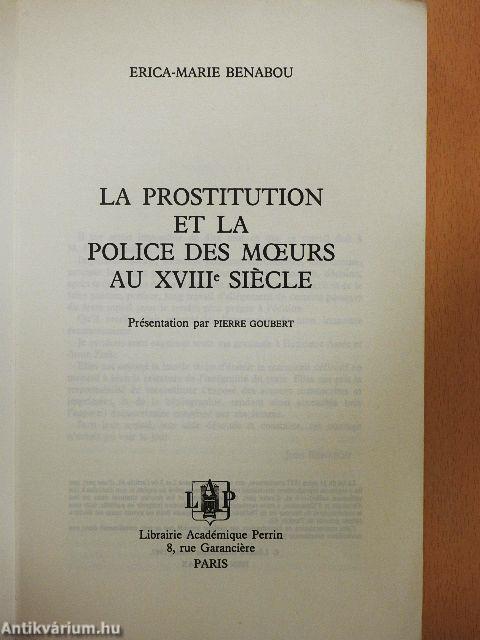 ERICA-MARIE BENABOU
LA PROSTITUTION
ET LA
POLICE DES MŒURS
AU XVIIIe SIÈCLE
Présentation par PIERRE GOUBERT
L A P
Librairie Académique Perrin
8, rue Garancière
PARIS
Antikvárium.hu